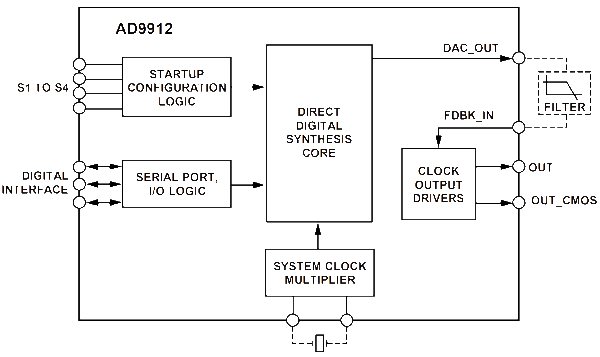 AD9912
S1 TO S4
STARTUP
CONFIGURATION
LOGIC
DIGITAL
INTERFACE
SERIAL PORT,
I/O LOGIC
DIRECT
DIGITAL
SYNTHESIS
CORE
SYSTEM CLOCK
MULTIPLIER
DAC_OUT
FILTER
FDBK_IN
CLOCK
OUTPUT
DRIVERS
OUT
OUT_CMOS